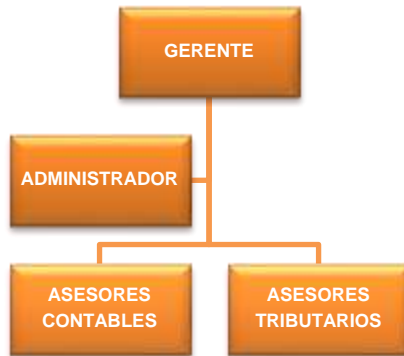 GERENTE
ADMINISTRADOR
ASESORES
CONTABLES
ASESORES
TRIBUTARIOS